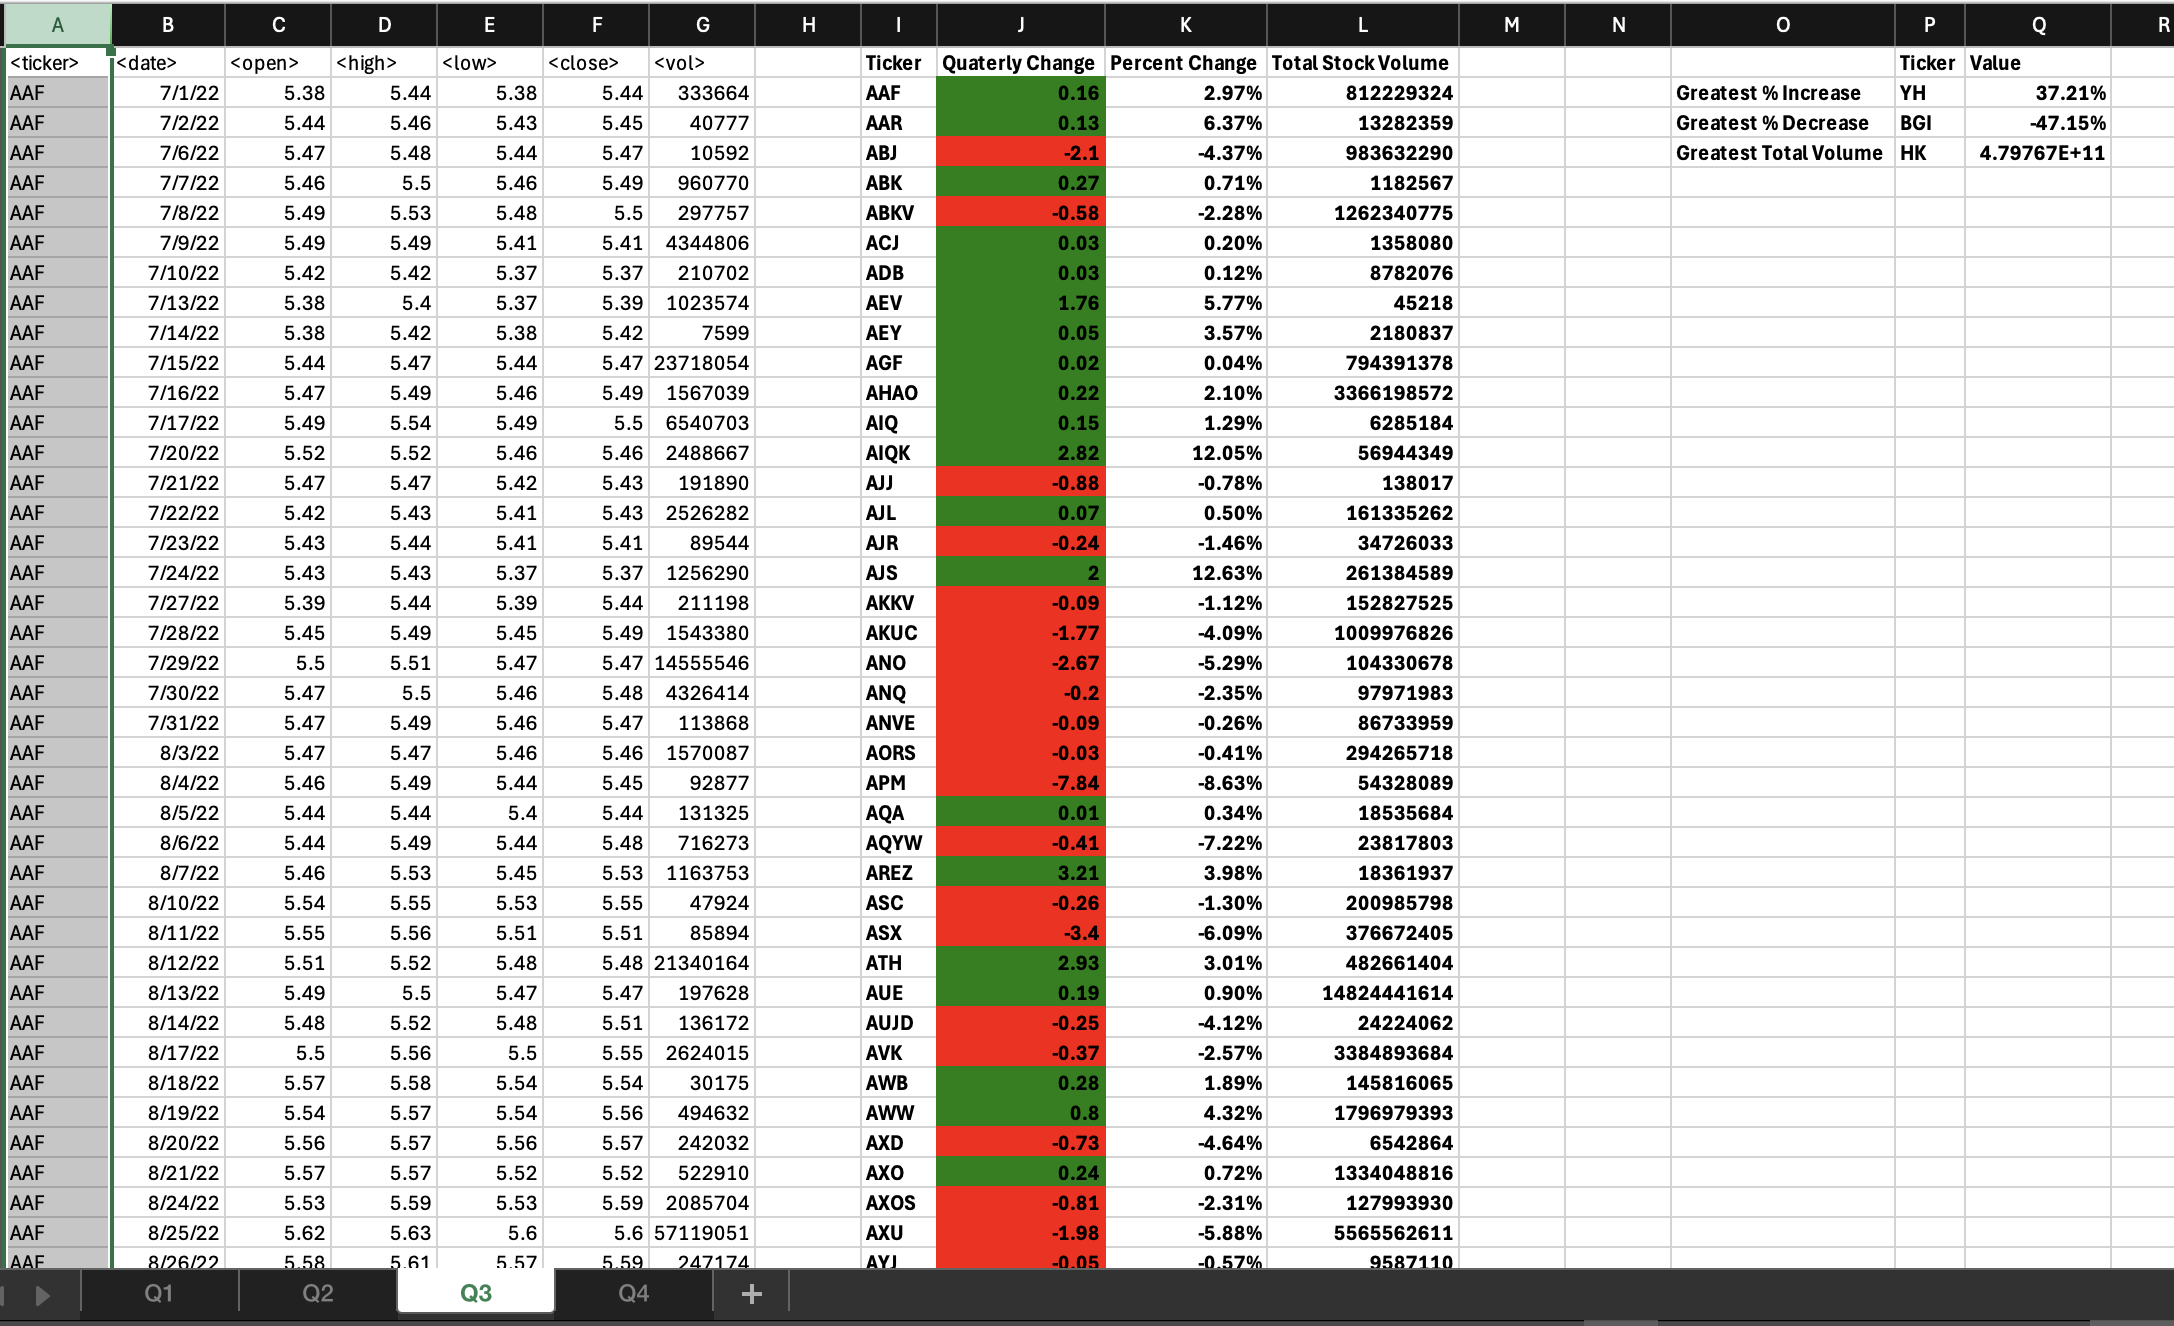 A B C D E F G H I J K L M N O P Q R
<ticker> <date> <open> <high> <low> <close> <vol> Ticker Quaterly Change Percent Change Total Stock Volume Ticker Value
AAF 7/1/22 5.38 5.44 5.38 5.44 333664 AAF 0.16 2.97% 812229324 Greatest % Increase YH 37.21%
AAF 7/2/22 5.44 5.46 5.43 5.45 40777 AAR 0.13 6.37% 13282359 Greatest % Decrease BGI -47.15%
AAF 7/6/22 5.47 5.48 5.44 5.47 10592 ABJ -2.1 -4.37% 983632290 Greatest Total Volume HK 4.79767E+11
AAF 7/7/22 5.46 5.5 5.46 5.49 960770 ABK 0.27 0.71% 1182567
AAF 7/8/22 5.49 5.53 5.48 5.5 297757 ABKV -0.58 -2.28% 1262340775
AAF 7/9/22 5.49 5.49 5.41 5.41 4344806 ACJ 0.03 0.20% 1358080
AAF 7/10/22 5.42 5.42 5.37 5.37 210702 ADB 0.03 0.12% 8782076
AAF 7/13/22 5.38 5.4 5.37 5.39 1023574 AEV 1.76 5.77% 45218
AAF 7/14/22 5.38 5.42 5.38 5.42 7599 AEY 0.05 3.57% 2180837
AAF 7/15/22 5.44 5.47 5.44 5.47 23718054 AGF 0.02 0.04% 794391378
AAF 7/16/22 5.47 5.49 5.46 5.49 1567039 AHAO 0.22 2.10% 3366198572
AAF 7/17/22 5.49 5.54 5.49 5.5 6540703 AIQ 0.15 1.29% 6285184
AAF 7/20/22 5.52 5.52 5.46 5.46 2488667 AIQK 2.82 12.05% 56944349
AAF 7/21/22 5.47 5.47 5.42 5.43 191890 AJJ -0.88 -0.78% 138017
AAF 7/22/22 5.42 5.43 5.41 5.43 2526282 AJL 0.07 0.50% 161335262
AAF 7/23/22 5.43 5.44 5.41 5.41 89544 AJR -0.24 -1.46% 34726033
AAF 7/24/22 5.43 5.43 5.37 5.37 1256290 AJS 2 12.63% 261384589
AAF 7/27/22 5.39 5.44 5.39 5.44 211198 AKKV -0.09 -1.12% 152827525
AAF 7/28/22 5.45 5.49 5.45 5.49 1543380 AKUC -1.77 -4.09% 1009976826
AAF 7/29/22 5.5 5.51 5.47 5.47 14555546 ANO -2.67 -5.29% 104330678
AAF 7/30/22 5.47 5.5 5.46 5.48 4326414 ANQ -0.2 -2.35% 97971983
AAF 7/31/22 5.47 5.49 5.46 5.47 113868 ANVE -0.09 -0.26% 86733959
AAF 8/3/22 5.47 5.47 5.46 5.46 1570087 AORS -0.03 -0.41% 294265718
AAF 8/4/22 5.46 5.49 5.44 5.45 92877 APM -7.84 -8.63% 54328089
AAF 8/5/22 5.44 5.44 5.4 5.44 131325 AQA 0.01 0.34% 18535684
AAF 8/6/22 5.44 5.49 5.44 5.48 716273 AQYW -0.41 -7.22% 23817803
AAF 8/7/22 5.46 5.53 5.45 5.53 1163753 AREZ 3.21 3.98% 18361937
AAF 8/10/22 5.54 5.55 5.53 5.55 47924 ASC -0.26 -1.30% 200985798
AAF 8/11/22 5.55 5.56 5.51 5.51 85894 ASX -3.4 -6.09% 376672405
AAF 8/12/22 5.51 5.52 5.48 5.48 21340164 ATH 2.93 3.01% 482661404
AAF 8/13/22 5.49 5.5 5.47 5.47 197628 AUE 0.19 0.90% 14824441614
AAF 8/14/22 5.48 5.52 5.48 5.51 136172 AUJD -0.25 -4.12% 24224062
AAF 8/17/22 5.5 5.56 5.5 5.55 2624015 AVK -0.37 -2.57% 3384893684
AAF 8/18/22 5.57 5.58 5.54 5.54 30175 AWB 0.28 1.89% 145816065
AAF 8/19/22 5.54 5.57 5.54 5.56 494632 AWW 0.8 4.32% 1796979393
AAF 8/20/22 5.56 5.57 5.56 5.57 242032 AXD -0.73 -4.64% 6542864
AAF 8/21/22 5.57 5.57 5.52 5.52 522910 AXO 0.24 0.72% 1334048816
AAF 8/24/22 5.53 5.59 5.53 5.59 2085704 AXOS -0.81 -2.31% 127993930
AAF 8/25/22 5.62 5.63 5.6 5.6 57119051 AXU -1.98 -5.88% 5565562611
AAF 8/26/22 5.58 5.61 5.57 5.59 247174 AYJ -0.05 -0.57% 9587110
Q1 Q2 Q3 Q4 +